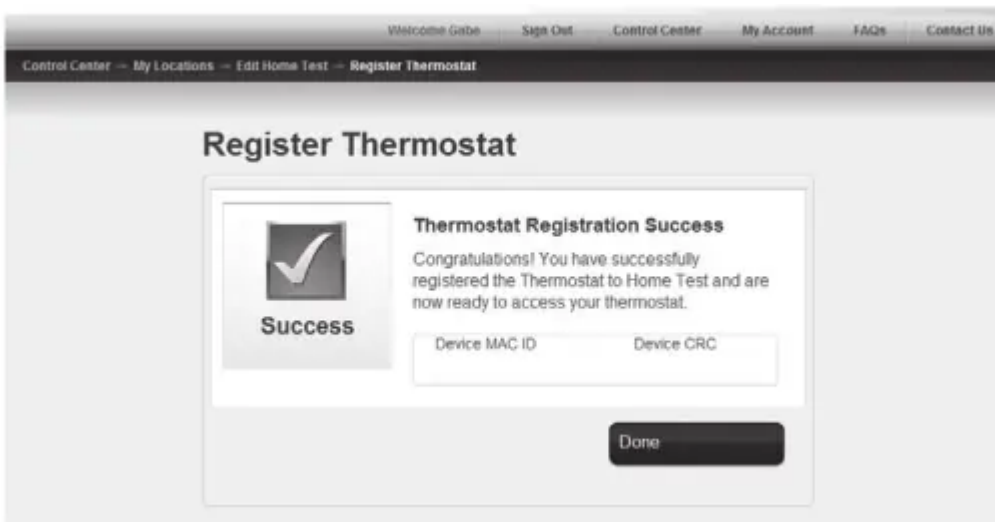 Welcome Gabe Sign Out Control Center My Account FAQs Contact Us
Control Center → My Locations → Edit Home Test → Register Thermostat
Register Thermostat
Success
Thermostat Registration Success
Congratulations! You have successfully
registered the Thermostat to Home Test and are
now ready to access your thermostat.
Device MAC ID Device CRC
Done